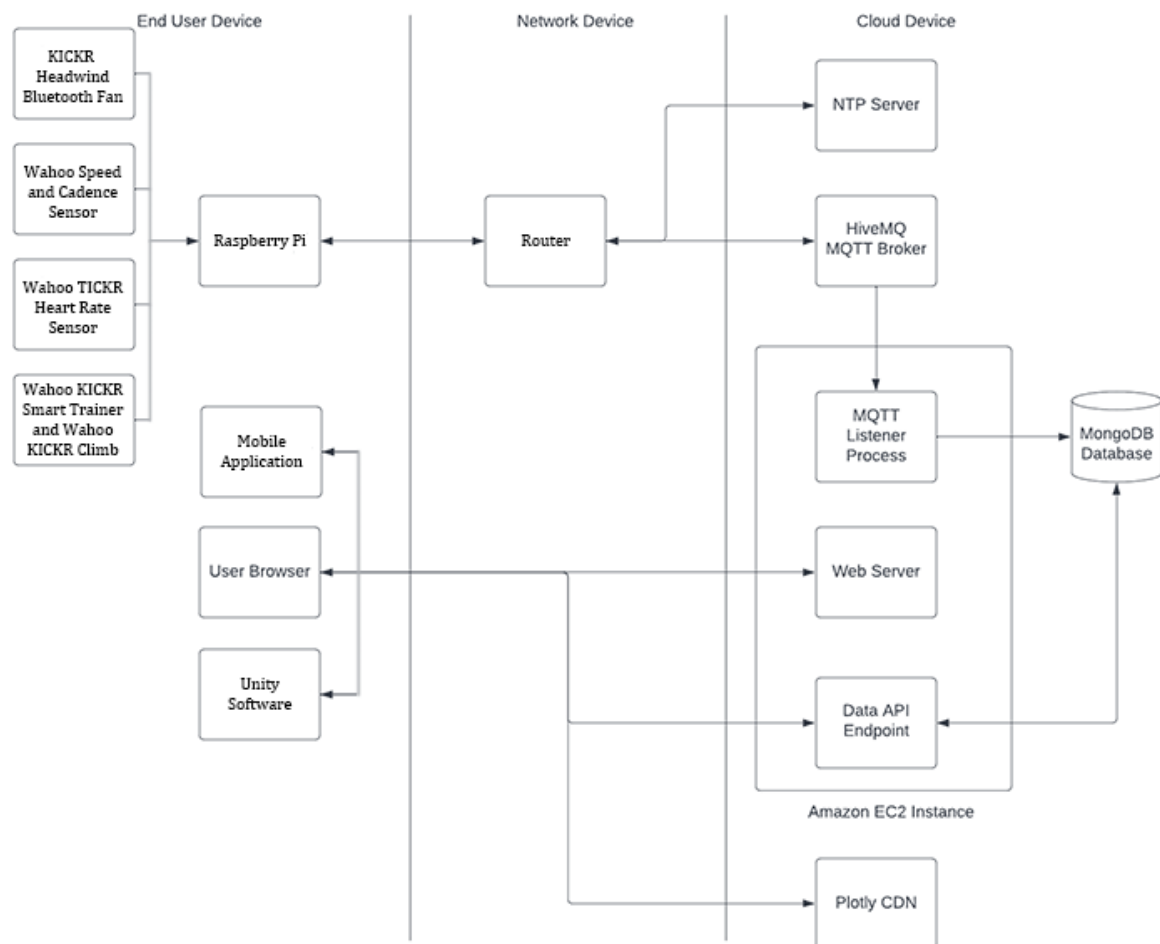 End User Device
Network Device
Cloud Device
KICKR
Headwind
Bluetooth Fan
NTP Server
Wahoo Speed
and Cadence
Sensor
Raspberry Pi
Router
HiveMQ
MQTT Broker
Wahoo TICKR
Heart Rate
Sensor
Wahoo KICKR
Smart Trainer
and Wahoo
KICKR Climb
Mobile
Application
MQTT
Listener
Process
MongoDB
Database
User Browser
Web Server
Unity
Software
Data API
Endpoint
Amazon EC2 Instance
Plotly CDN